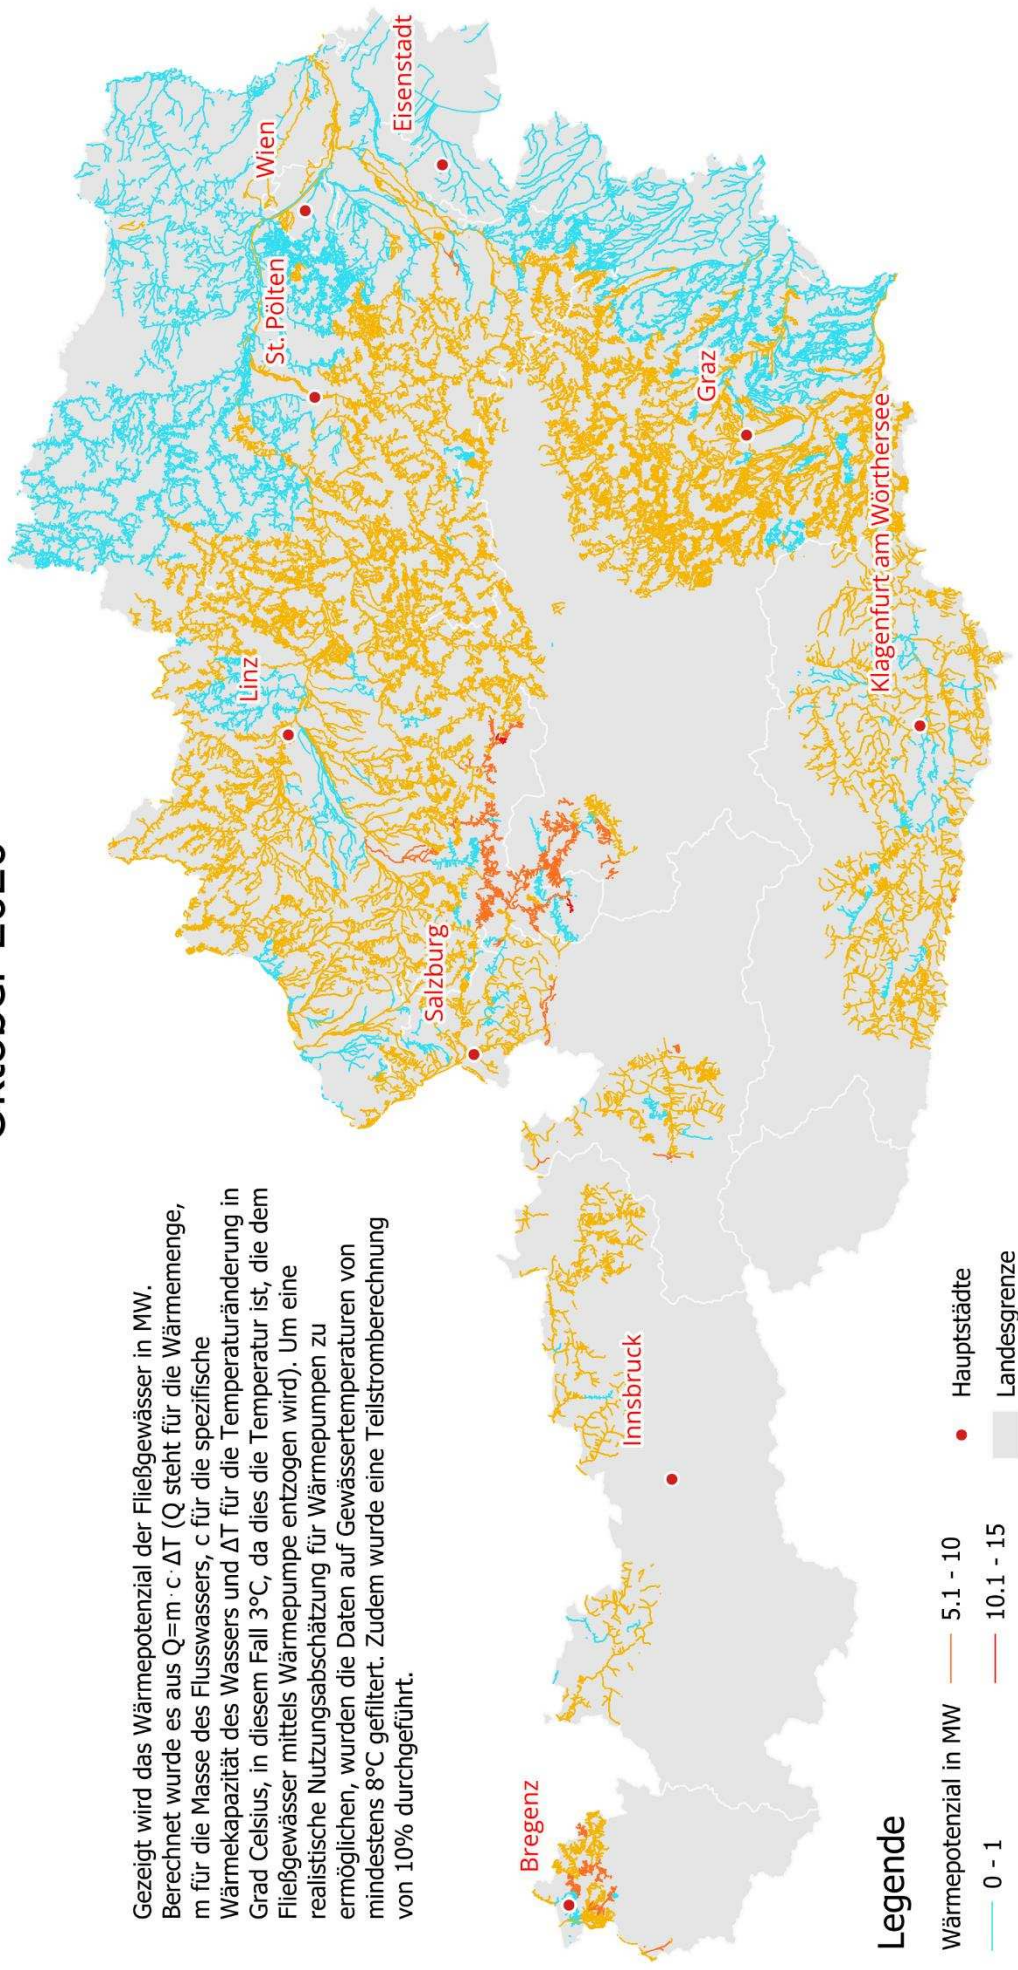 Gezeigt wird das Wärmepotenzial der Fließgewässer in MW.
Berechnet wurde es aus Q=m·c·ΔT (Q steht für die Wärmemenge,
m für die Masse des Flusswassers, c für die spezifische
Wärmekapazität des Wassers und ΔT für die Temperaturänderung in
Grad Celsius, in diesem Fall 3°C, da dies die Temperatur ist, die dem
Fließgewässer mittels Wärmepumpe entzogen wird). Um eine
realistische Nutzungsabschätzung für Wärmepumpen zu
ermöglichen, wurden die Daten auf Gewässertemperaturen von
mindestens 8°C gefiltert. Zudem wurde eine Teilstromberechnung
von 10% durchgeführt.
Wien
Eisenstadt
St. Pölten
Linz
Salzburg
Graz
Klagenfurt am Wörthersee
Innsbruck
Bregenz
Legende
Wärmepotenzial in MW
0 - 1
5.1 - 10
10.1 - 15
Hauptstädte
Landesgrenze